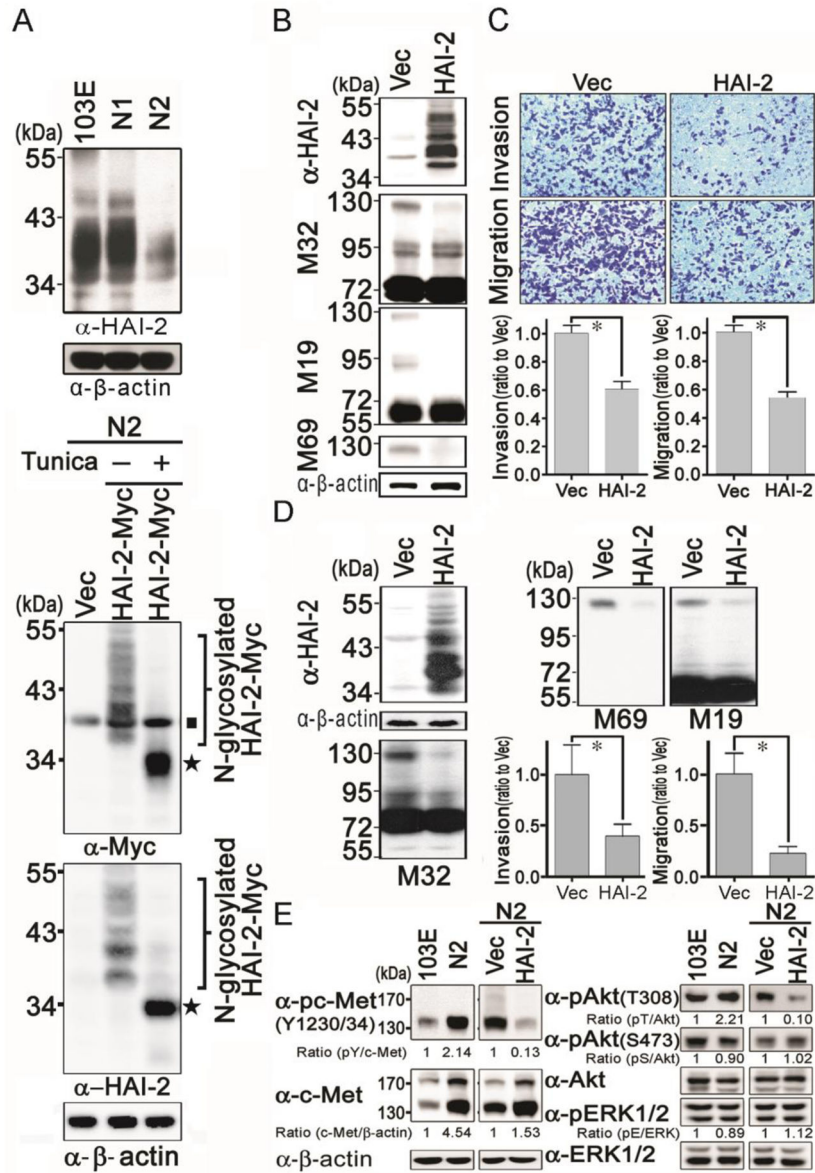 A
103E N1 N2
(kDa)
55
43
34
α-HAI-2
α-β-actin
N2
Tunica – +
Vec HAI-2-Myc HAI-2-Myc
(kDa)
55
43
34
N-glycosylated
HAI-2-Myc
α-Myc
55
43
34
N-glycosylated
HAI-2-Myc
α–HAI-2
α-β- actin
B
Vec HAI-2
(kDa)
α-HAI-2
55
43
34
M32
130
95
72
M19
130
95
72
55
M69
130
α-β-actin
C
Vec HAI-2
Invasion
Migration
Invasion(ratio to Vec)
1.0
0.8
0.6
0.4
0.2
0.0
*
Vec HAI-2
Migration(ratio to Vec)
1.0
0.8
0.6
0.4
0.2
0.0
*
Vec HAI-2
D
Vec HAI-2
(kDa)
α-HAI-2
55
43
34
α-β-actin
130
95
72
55
M32
Vec HAI-2 Vec HAI-2
(kDa)
130
95
72
55
M69 M19
Invasion(ratio to Vec)
1.0
0.5
0.0
*
Vec HAI-2
Migration(ratio to Vec)
1.0
0.5
0.0
*
Vec HAI-2
E
N2
103E N2 Vec HAI-2
(kDa)
α-pc-Met
(Y1230/34)
170
130
Ratio (pY/c-Met) 1 2.14 1 0.13
α-c-Met
170
130
Ratio (c-Met/β-actin) 1 4.54 1 1.53
α-β-actin
N2
103E N2 Vec HAI-2
α-pAkt(T308)
Ratio (pT/Akt) 1 2.21 1 0.10
α-pAkt(S473)
Ratio (pS/Akt) 1 0.90 1 1.02
α-Akt
α-pERK1/2
Ratio (pE/ERK) 1 0.89 1 1.12
α-ERK1/2